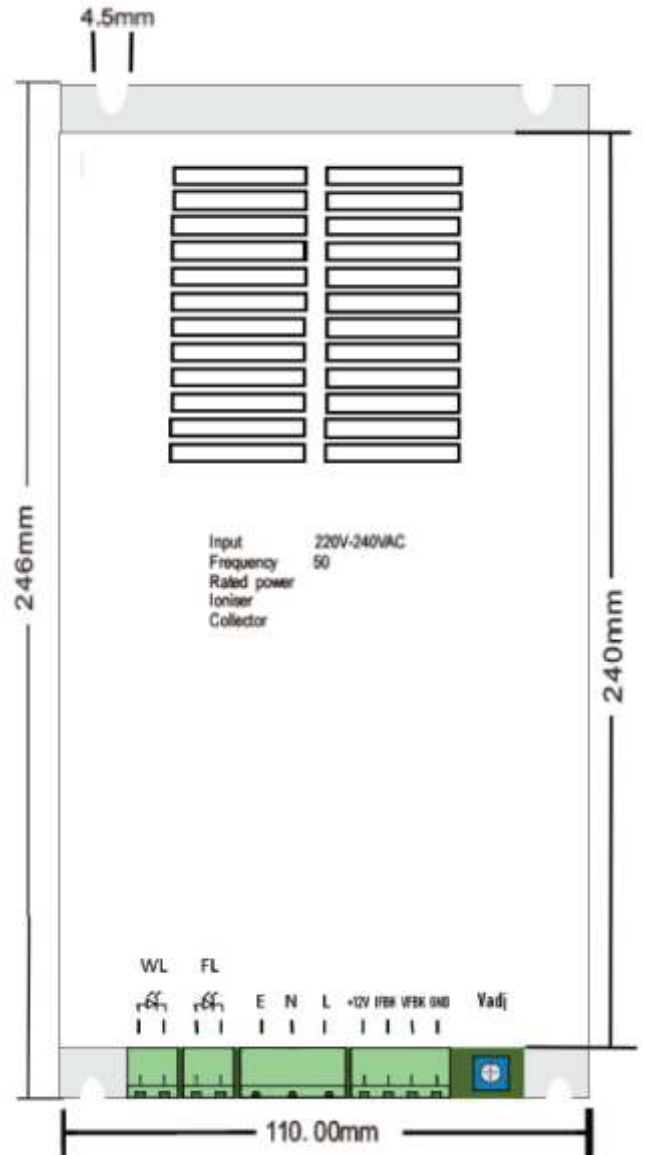 4.5mm
246mm
Input 220V-240VAC
Frequency 50
Rated power
Ioniser
Collector
240mm
WL FL
E N L +12V IFBK VFBK GND Vadj
110.00mm